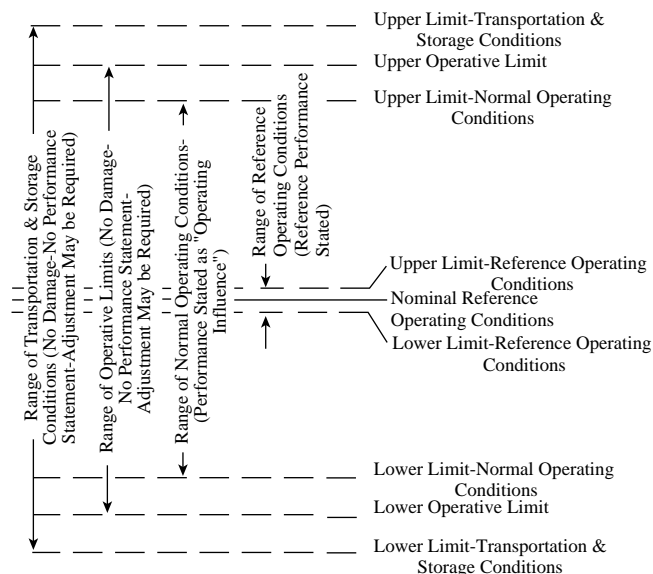 Upper Limit-Transportation &
Storage Conditions
Upper Operative Limit
Upper Limit-Normal Operating
Conditions
Range of Transportation & Storage
Conditions (No Damage-No Performance
Statement-Adjustment May be Required)
Range of Operative Limits (No Damage-
No Performance Statement-
Adjustment May be Required)
Range of Normal Operating Conditions-
(Performance Stated as "Operating
Influence")
Range of Reference
Operating Conditions
(Reference Performance
Stated)
Upper Limit-Reference Operating
Conditions
Nominal Reference
Operating Conditions
Lower Limit-Reference Operating
Conditions
Lower Limit-Normal Operating
Conditions
Lower Operative Limit
Lower Limit-Transportation &
Storage Conditions